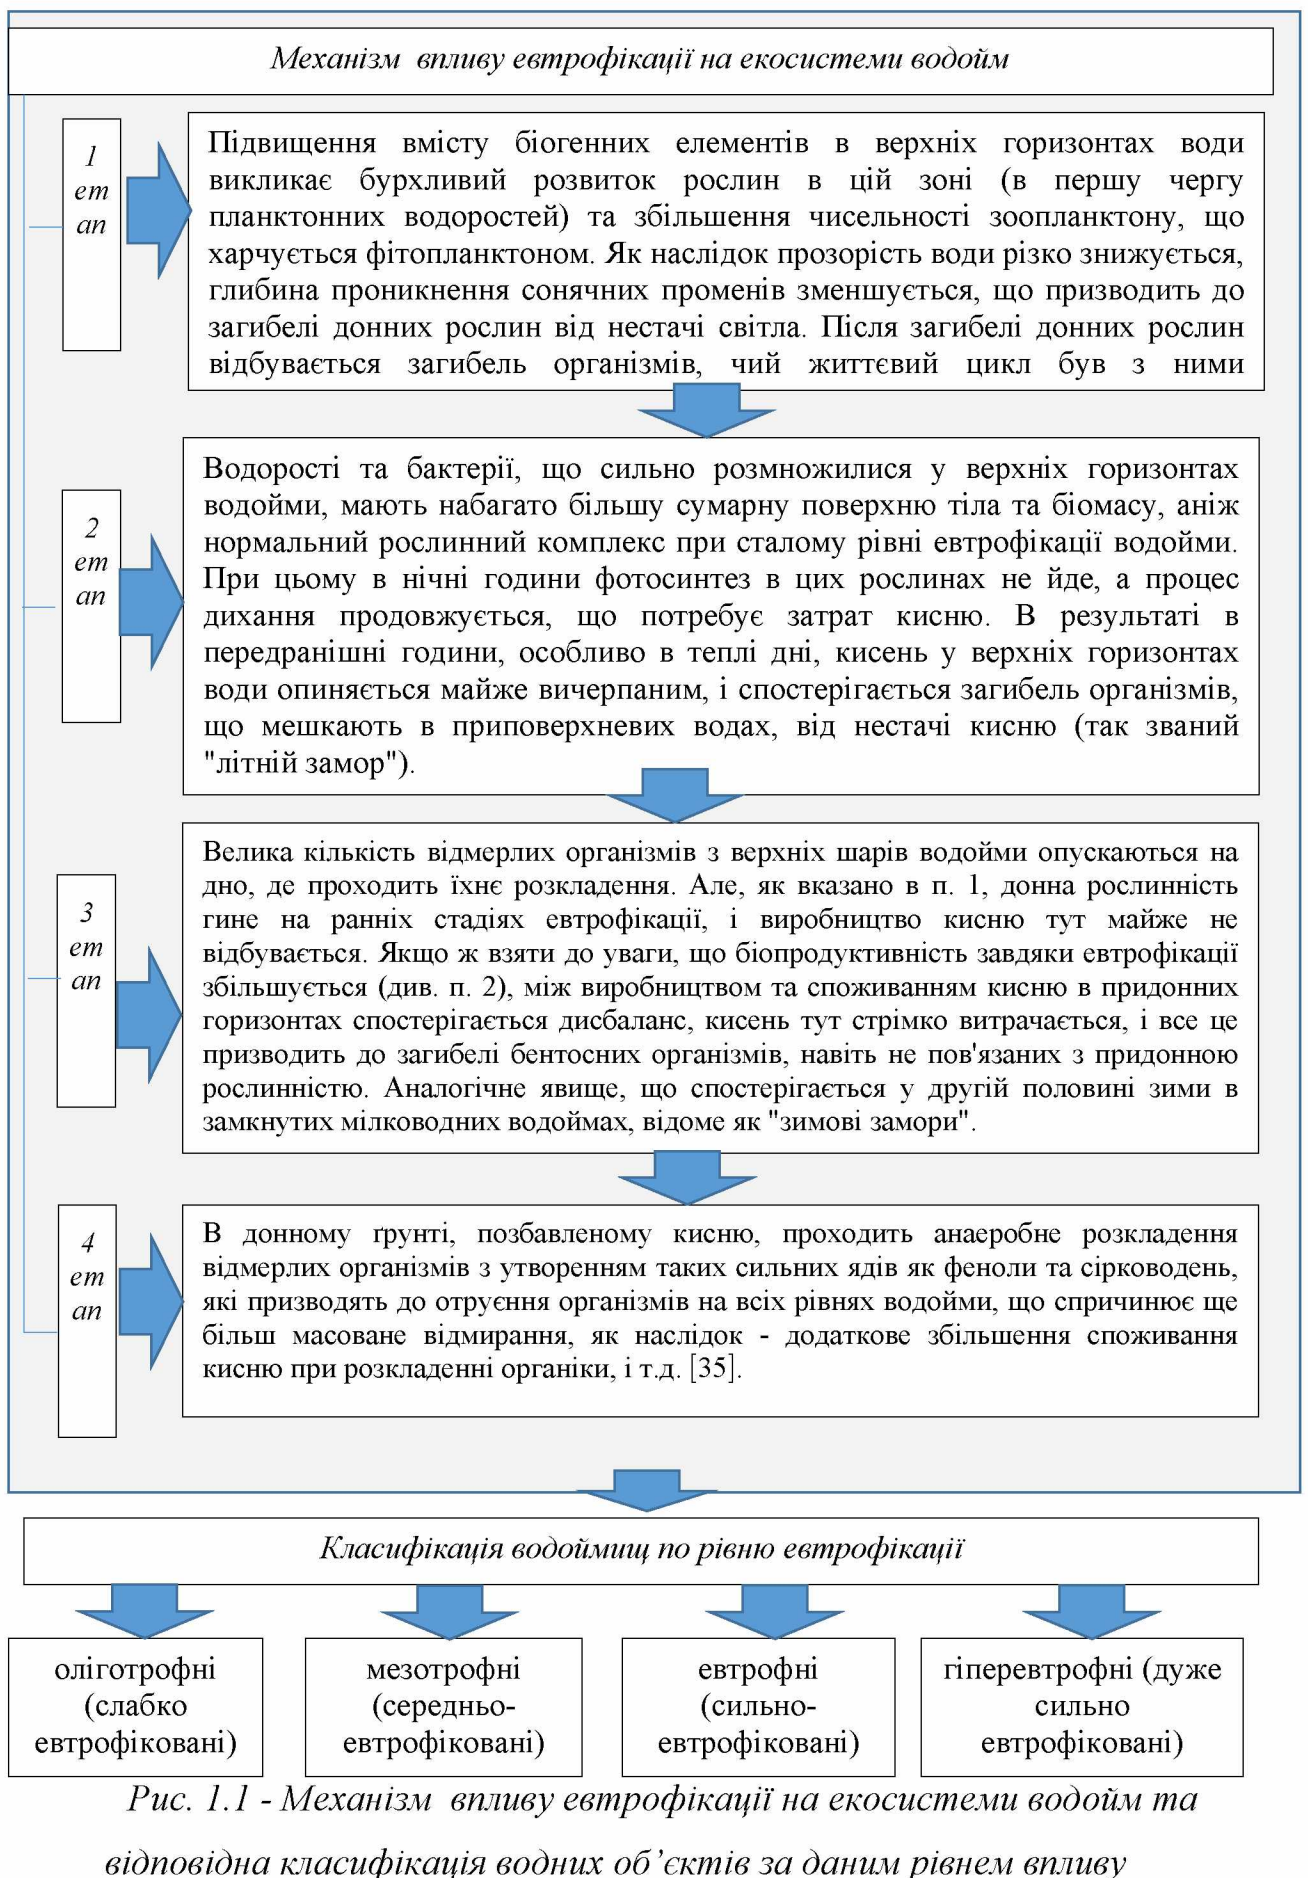 Механізм впливу евтрофікації на екосистеми водойм
1
ет
ап
Підвищення вмісту біогенних елементів в верхніх горизонтах води
викликає бурхливий розвиток рослин в цій зоні (в першу чергу
планктонних водоростей) та збільшення чисельності зоопланктону, що
харчується фітопланктоном. Як наслідок прозорість води різко знижується,
глибина проникнення сонячних променів зменшується, що призводить до
загибелі донних рослин від нестачі світла. Після загибелі донних рослин
відбувається загибель організмів, чий життєвий цикл був з ними
2
ет
ап
Водорості та бактерії, що сильно розмножилися у верхніх горизонтах
водойми, мають набагато більшу сумарну поверхню тіла та біомасу, аніж
нормальний рослинний комплекс при сталому рівні евтрофікації водойми.
При цьому в нічні години фотосинтез в цих рослинах не йде, а процес
дихання продовжується, що потребує затрат кисню. В результаті в
передранішні години, особливо в теплі дні, кисень у верхніх горизонтах
води опиняється майже вичерпаним, і спостерігається загибель організмів,
що мешкають в приповерхневих водах, від нестачі кисню (так званий
"літній замор").
3
ет
ап
Велика кількість відмерлих організмів з верхніх шарів водойми опускаються на
дно, де проходить їхнє розкладення. Але, як вказано в п. 1, донна рослинність
гине на ранніх стадіях евтрофікації, і виробництво кисню тут майже не
відбувається. Якщо ж взяти до уваги, що біопродуктивність завдяки евтрофікації
збільшується (див. п. 2), між виробництвом та споживанням кисню в придонних
горизонтах спостерігається дисбаланс, кисень тут стрімко витрачається, і все це
призводить до загибелі бентосних організмів, навіть не пов'язаних з придонною
рослинністю. Аналогічне явище, що спостерігається у другій половині зими в
замкнутих мілководних водоймах, відоме як "зимові замори".
4
ет
ап
В донному ґрунті, позбавленому кисню, проходить анаеробне розкладення
відмерлих організмів з утворенням таких сильних ядів як феноли та сірководень,
які призводять до отруєння організмів на всіх рівнях водойми, що спричинює ще
більш масоване відмирання, як наслідок - додаткове збільшення споживання
кисню при розкладенні органіки, і т.д. [35].
Класифікація водоймищ по рівню евтрофікації
оліготрофні
(слабко
евтрофіковані)
мезотрофні
(середньо-
евтрофіковані)
евтрофні
(сильно-
евтрофіковані)
гіперевтрофні (дуже
сильно
евтрофіковані)
Рис. 1.1 - Механізм впливу евтрофікації на екосистеми водойм та
відповідна класифікація водних об’єктів за даним рівнем впливу